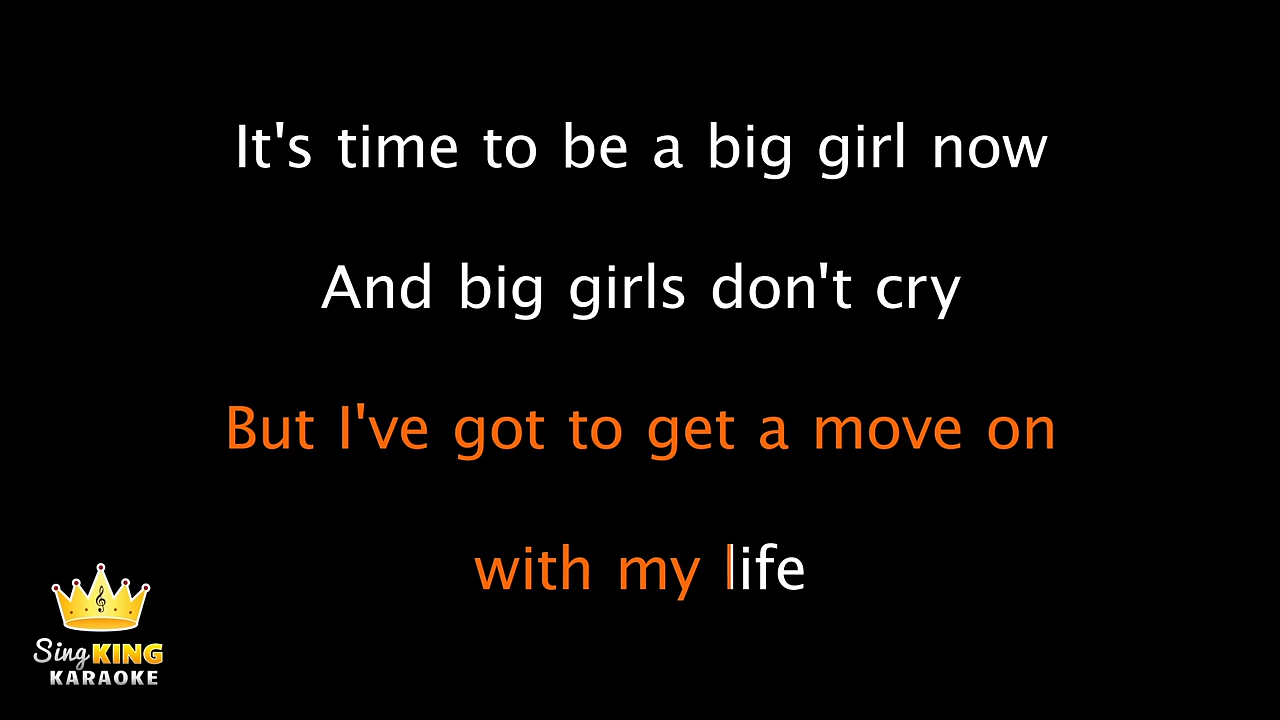 It's time to be a big girl now
And big girls don't cry
But I've got to get a move on
with my life
Sing KING
KARAOKE